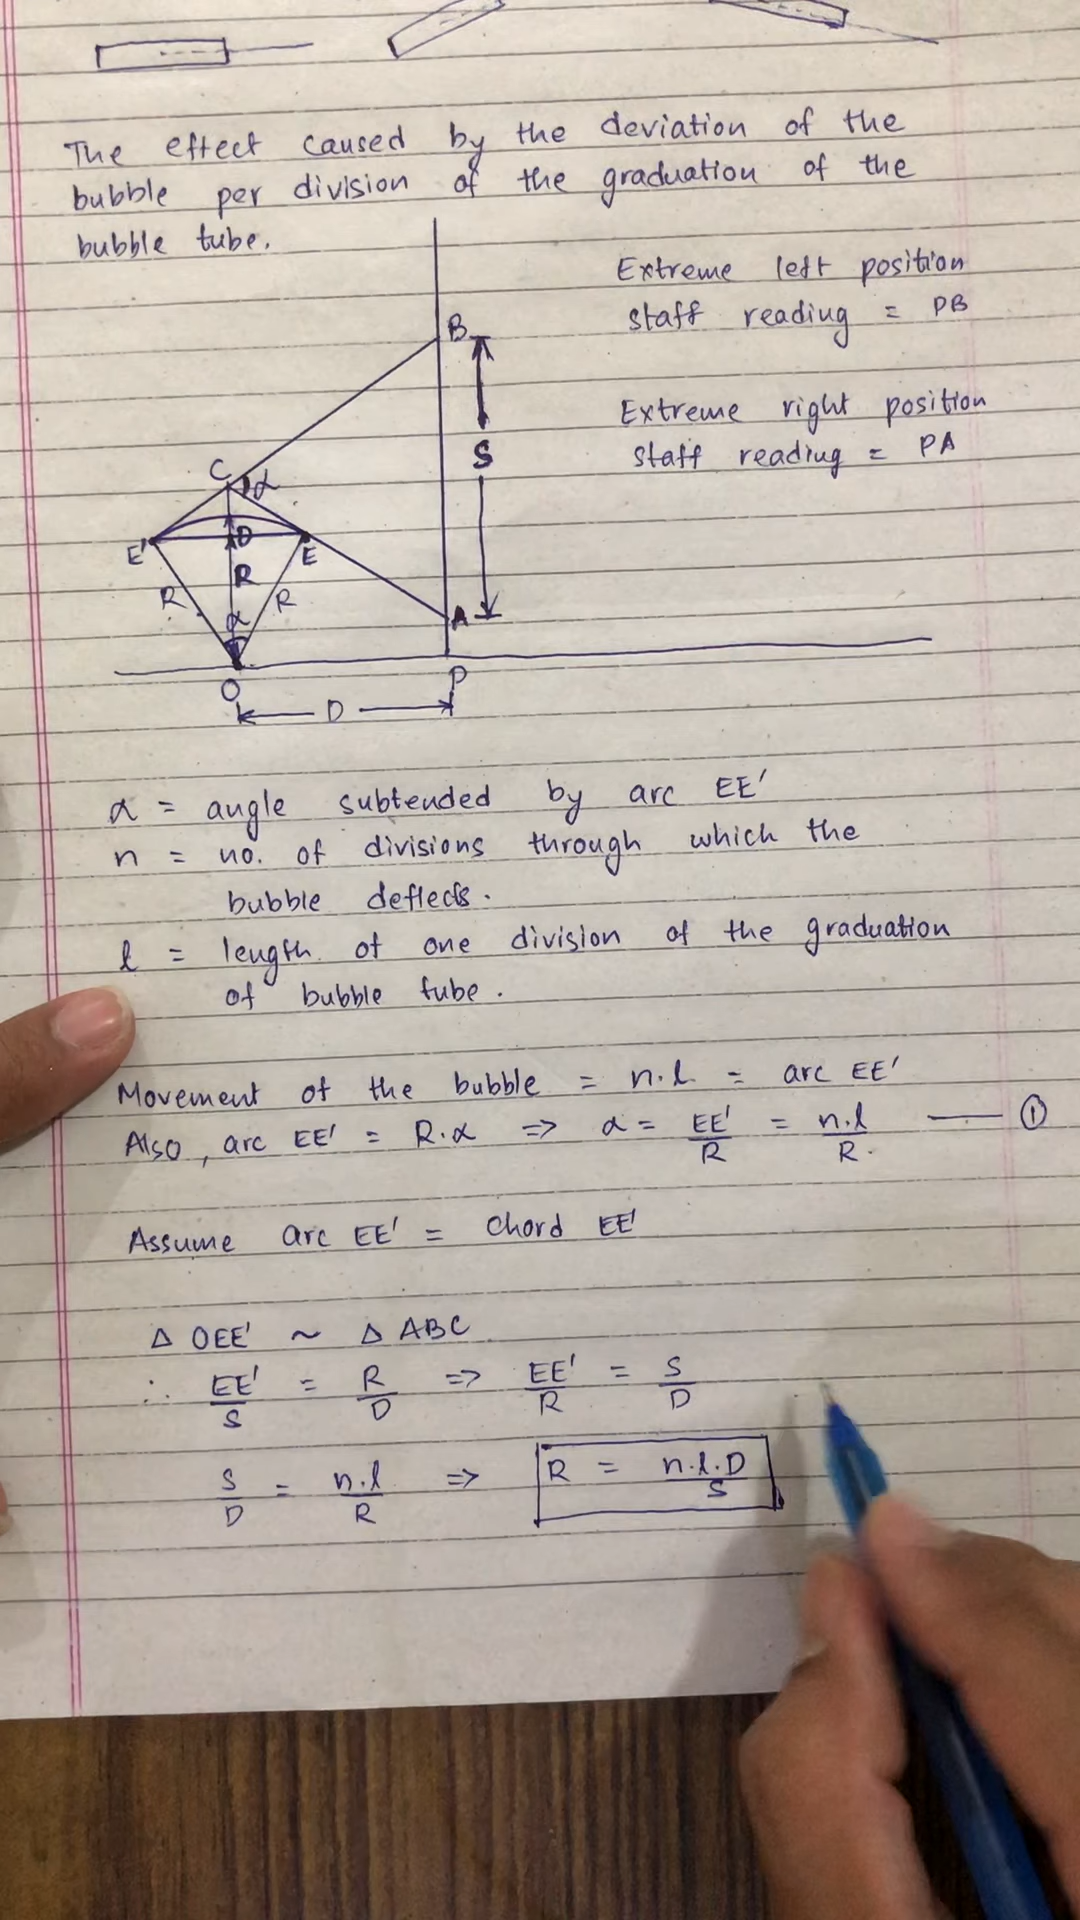 The effect caused by the deviation of the
bubble per division of the graduation of the
bubble tube.
Extreme left position
staff reading = PB
Extreme right position
staff reading = PA
B
S
C α
E' D E
R R R
α
A
O P
D
α = angle subtended by arc EE'
n = no. of divisions through which the
bubble deflects.
l = length of one division of the graduation
of bubble tube.
Movement of the bubble = n.l = arc EE'
Also, arc EE' = R.α => α = EE'/R = n.l/R. — ①
Assume arc EE' = chord EE'
Δ OEE' ~ Δ ABC
∴ EE'/S = R/D => EE'/R = S/D
S/D = n.l/R => R = n.l.D/S